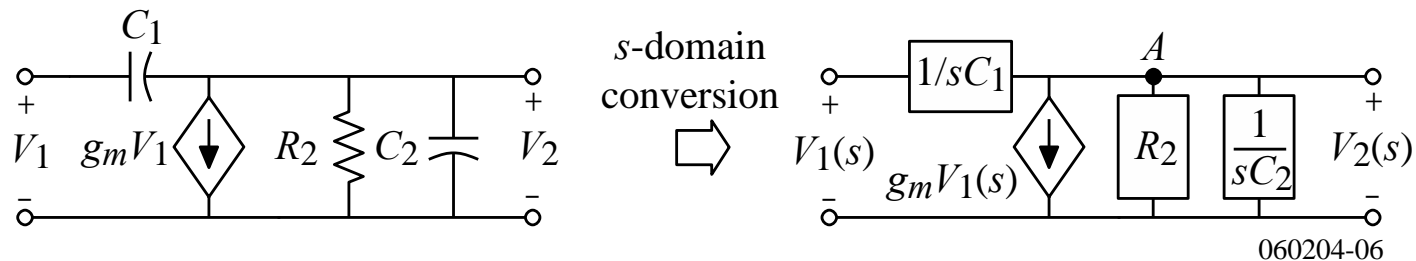 C₁
+
V₁
gₘV₁
R₂
C₂
+
V₂
–
–
s-domain
conversion
A
1/sC₁
+
V₁(s)
gₘV₁(s)
R₂
1
sC₂
+
V₂(s)
–
–
060204-06